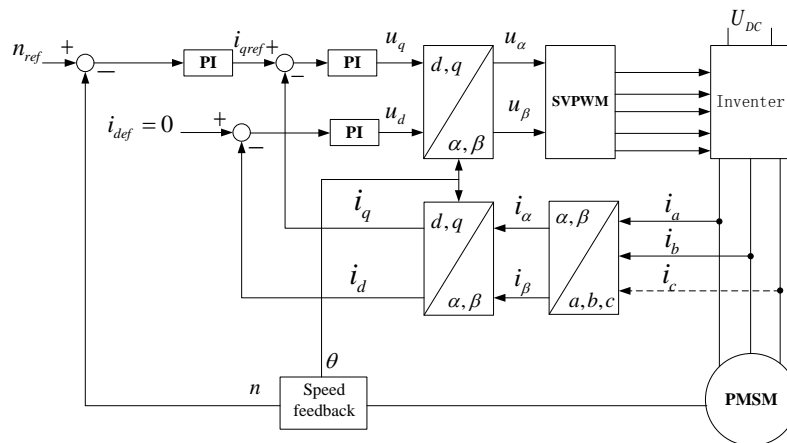 U_DC
n_ref
+
−
PI
i_qref
+
−
PI
u_q
d,q
α,β
u_α
u_β
SVPWM
Inventer
i_def = 0
+
−
PI
u_d
i_q
i_d
d,q
α,β
i_α
i_β
α,β
a,b,c
i_a
i_b
i_c
θ
n
Speed
feedback
PMSM